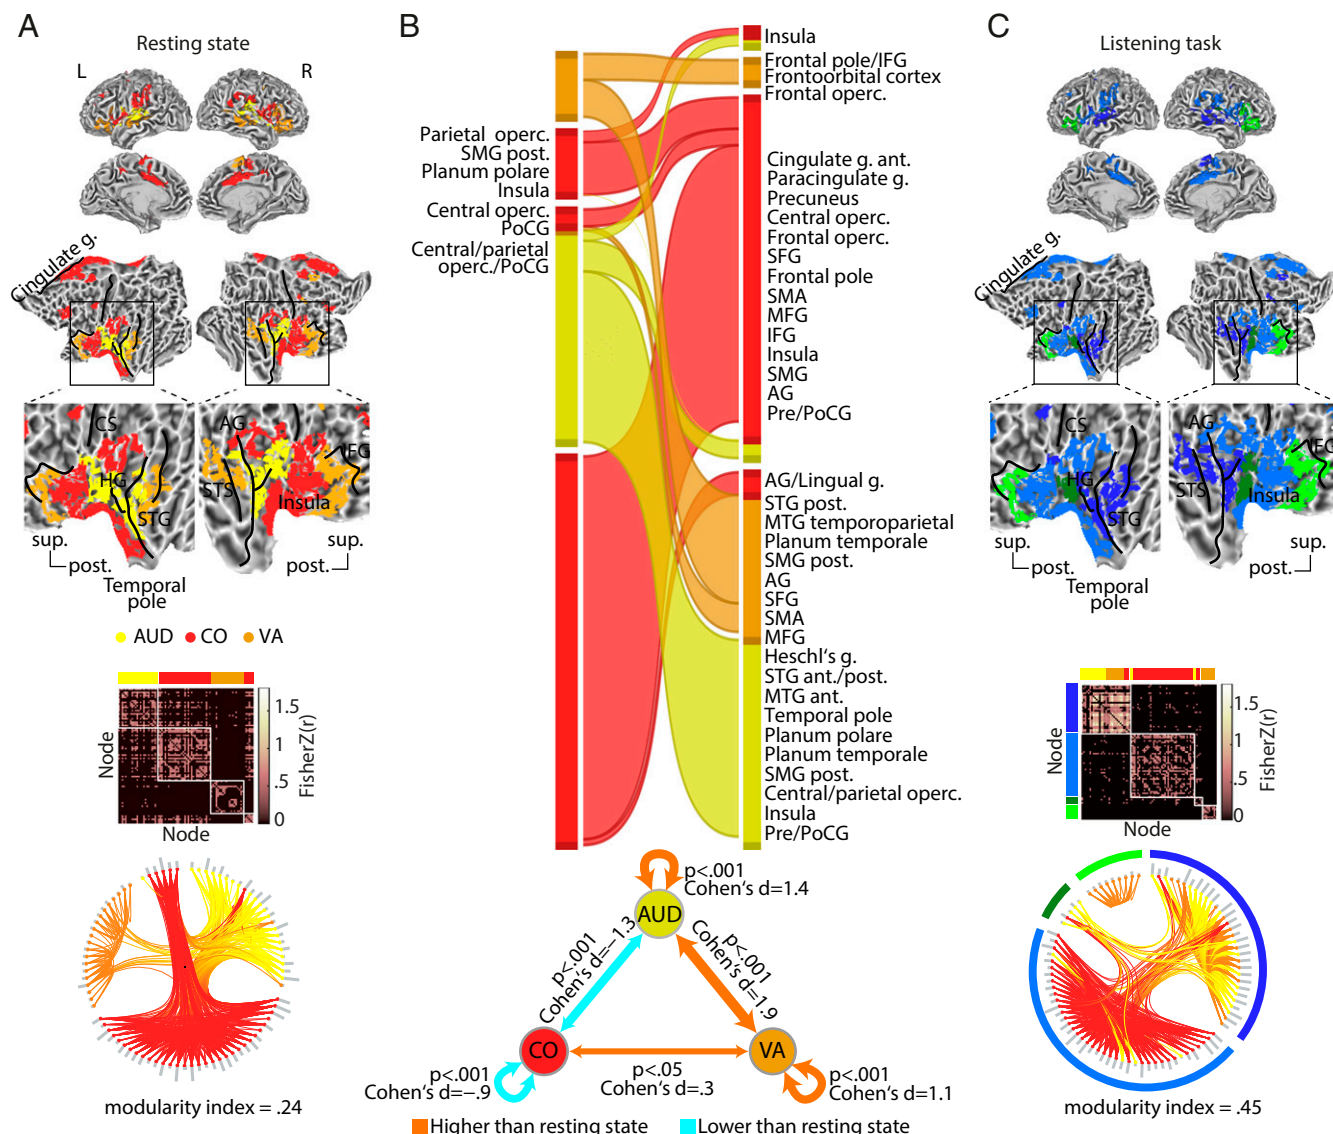 A
Resting state
L
R
Cingulate g.
CS
AG
IFG
HG
STS
Insula
STG
sup.
post.
sup.
post.
Temporal
pole
AUD
CO
VA
Node
Node
1.5
1
.5
0
FisherZ(r)
modularity index = .24
B
Parietal operc.
SMG post.
Planum polare
Insula
Central operc.
PoCG
Central/parietal
operc./PoCG
Insula
Frontal pole/IFG
Frontoorbital cortex
Frontal operc.
Cingulate g. ant.
Paracingulate g.
Precuneus
Central operc.
Frontal operc.
SFG
Frontal pole
SMA
MFG
IFG
Insula
SMG
AG
Pre/PoCG
AG/Lingual g.
STG post.
MTG temporoparietal
Planum temporale
SMG post.
AG
SFG
SMA
MFG
Heschl's g.
STG ant./post.
MTG ant.
Temporal pole
Planum polare
Planum temporale
SMG post.
Central/parietal operc.
Insula
Pre/PoCG
p<.001
Cohen's d=1.4
AUD
p<.001
Cohen's d=−1.3
p<.001
Cohen's d=1.9
CO
VA
p<.05
Cohen's d=.3
p<.001
Cohen's d=−.9
p<.001
Cohen's d=1.1
Higher than resting state
Lower than resting state
C
Listening task
Cingulate g.
CS
AG
IFG
HG
STS
Insula
STG
sup.
post.
sup.
post.
Temporal
pole
Node
Node
1.5
1
.5
0
FisherZ(r)
modularity index = .45